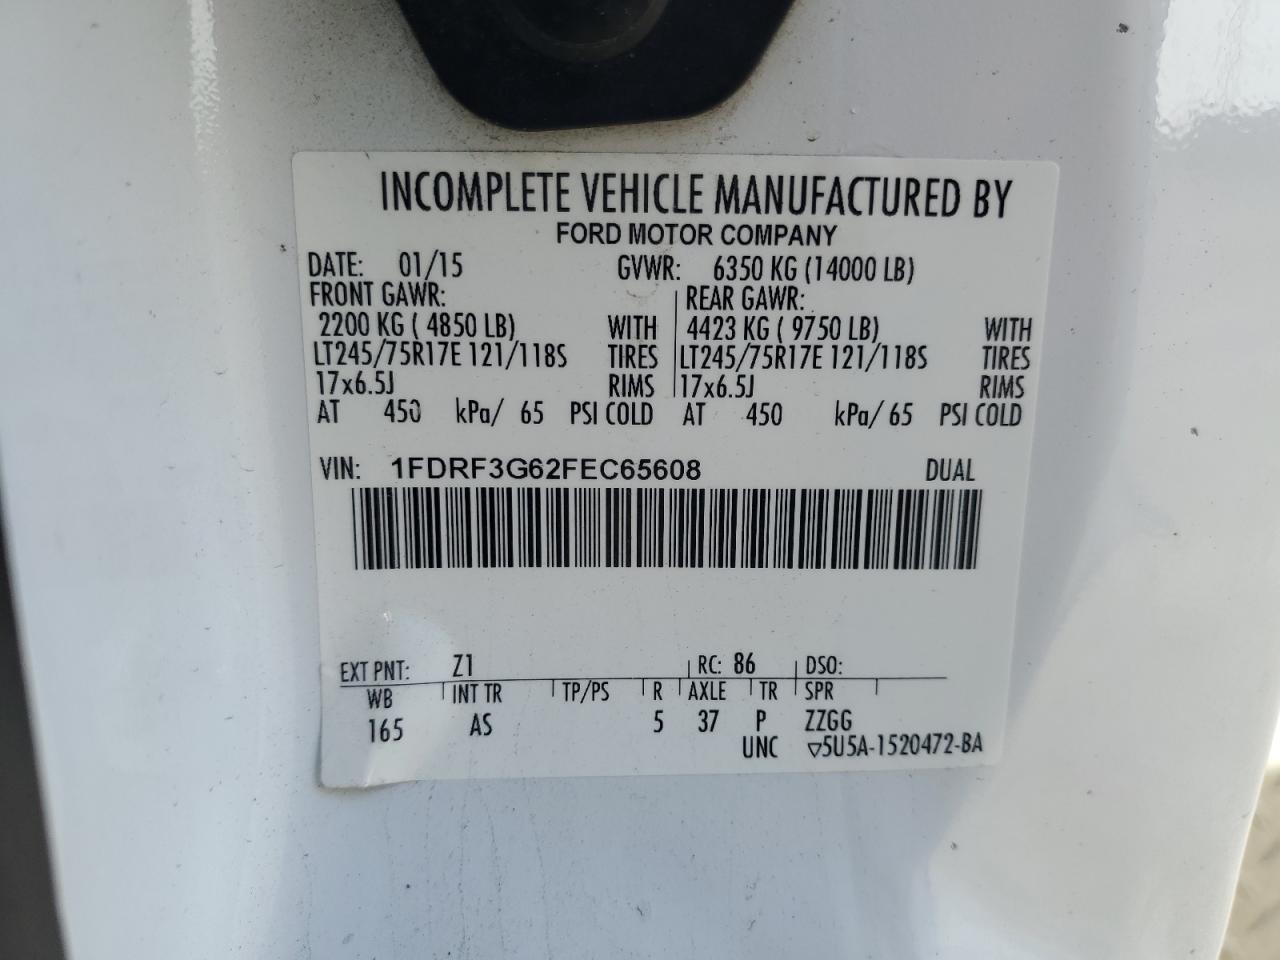 INCOMPLETE VEHICLE MANUFACTURED BY
FORD MOTOR COMPANY
DATE: 01/15 GVWR: 6350 KG (14000 LB)
FRONT GAWR: REAR GAWR:
2200 KG ( 4850 LB) WITH 4423 KG ( 9750 LB) WITH
LT245/75R17E 121/118S TIRES LT245/75R17E 121/118S TIRES
17x6.5J RIMS 17x6.5J RIMS
AT 450 kPa/ 65 PSI COLD AT 450 kPa/ 65 PSI COLD
VIN: 1FDRF3G62FEC65608 DUAL
EXT PNT: Z1 RC: 86 DSO:
WB INT TR TP/PS R AXLE TR SPR
165 AS 5 37 P ZZGG
UNC ▽5U5A-1520472-BA